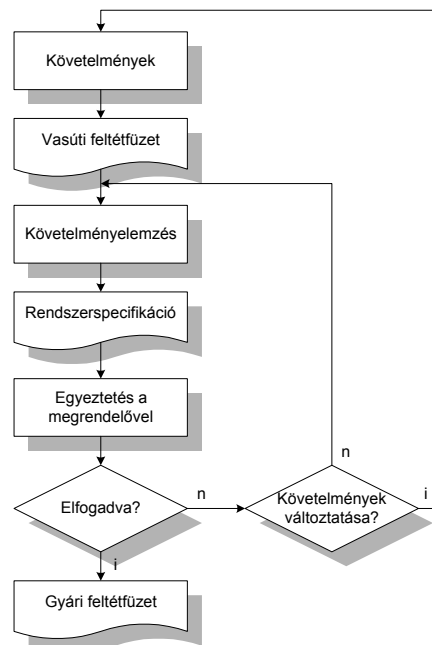 Követelmények
Vasúti feltétfüzet
Követelményelemzés
Rendszerspecifikáció
Egyeztetés a
megrendelővel
Elfogadva?
n
Követelmények
változtatása?
n
i
i
Gyári feltétfüzet